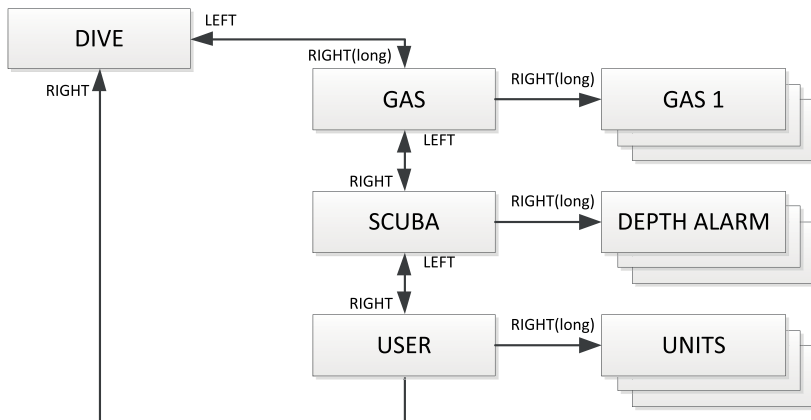 DIVE
LEFT
RIGHT(long)
RIGHT
GAS
RIGHT(long)
GAS 1
LEFT
RIGHT
SCUBA
RIGHT(long)
DEPTH ALARM
LEFT
RIGHT
USER
RIGHT(long)
UNITS